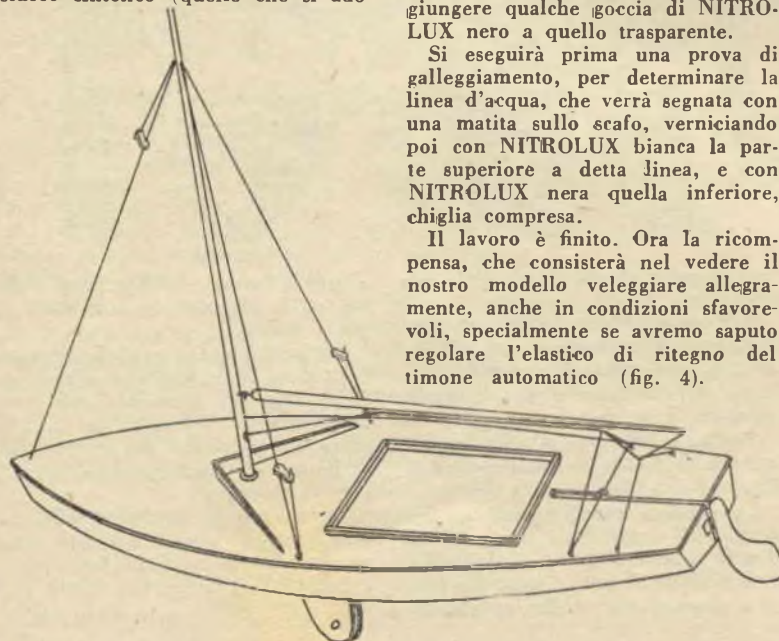 giungere qualche goccia di NITRO-
LUX nero a quello trasparente.
Si eseguirà prima una prova di
galleggiamento, per determinare la
linea d'acqua, che verrà segnata con
una matita sullo scafo, verniciando
poi con NITROLUX bianca la par-
te superiore a detta linea, e con
NITROLUX nera quella inferiore,
chiglia compresa.
Il lavoro è finito. Ora la ricom-
pensa, che consisterà nel vedere il
nostro modello veleggiare allegra-
mente, anche in condizioni sfavore-
voli, specialmente se avremo saputo
regolare l'elastico di ritegno del
timone automatico (fig. 4).